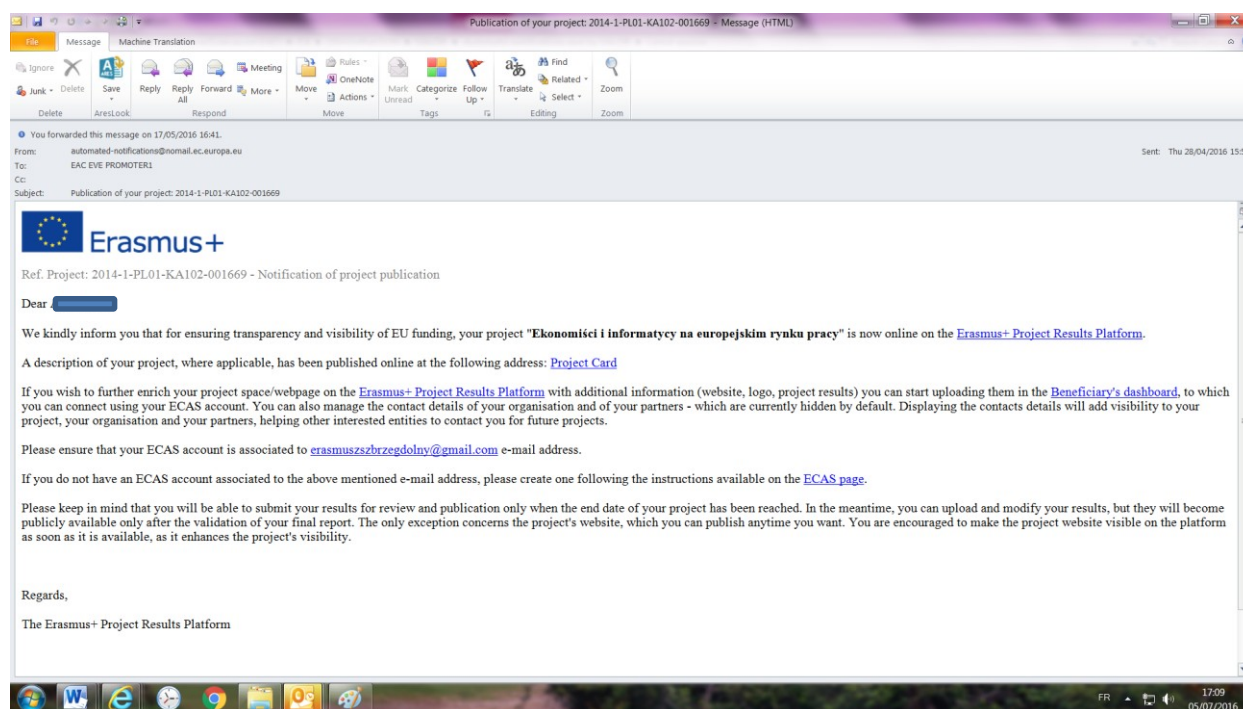 Publication of your project: 2014-1-PL01-KA102-001669 - Message (HTML)
File Message Machine Translation
Ignore
Junk
Delete
Save
Reply
Reply All
Forward
Meeting
More
Move
Rules
OneNote
Actions
Mark Unread
Categorize
Follow Up
Translate
Find
Related
Select
Zoom
Delete AresLook Respond Move Tags Editing Zoom
You forwarded this message on 17/05/2016 16:41.
From: automated-notifications@nomail.ec.europa.eu Sent: Thu 28/04/2016
To: EAC EVE PROMOTER1
Cc:
Subject: Publication of your project: 2014-1-PL01-KA102-001669
Erasmus+
Ref. Project: 2014-1-PL01-KA102-001669 - Notification of project publication
Dear
We kindly inform you that for ensuring transparency and visibility of EU funding, your project "Ekonomiści i informatycy na europejskim rynku pracy" is now online on the Erasmus+ Project Results Platform.
A description of your project, where applicable, has been published online at the following address: Project Card
If you wish to further enrich your project space/webpage on the Erasmus+ Project Results Platform with additional information (website, logo, project results) you can start uploading them in the Beneficiary's dashboard, to which
you can connect using your ECAS account. You can also manage the contact details of your organisation and of your partners - which are currently hidden by default. Displaying the contacts details will add visibility to your
project, your organisation and your partners, helping other interested entities to contact you for future projects.
Please ensure that your ECAS account is associated to erasmuszszbrzegdolny@gmail.com e-mail address.
If you do not have an ECAS account associated to the above mentioned e-mail address, please create one following the instructions available on the ECAS page.
Please keep in mind that you will be able to submit your results for review and publication only when the end date of your project has been reached. In the meantime, you can upload and modify your results, but they will become
publicly available only after the validation of your final report. The only exception concerns the project's website, which you can publish anytime you want. You are encouraged to make the project website visible on the platform
as soon as it is available, as it enhances the project's visibility.
Regards,
The Erasmus+ Project Results Platform
FR
17:09
05/07/2016